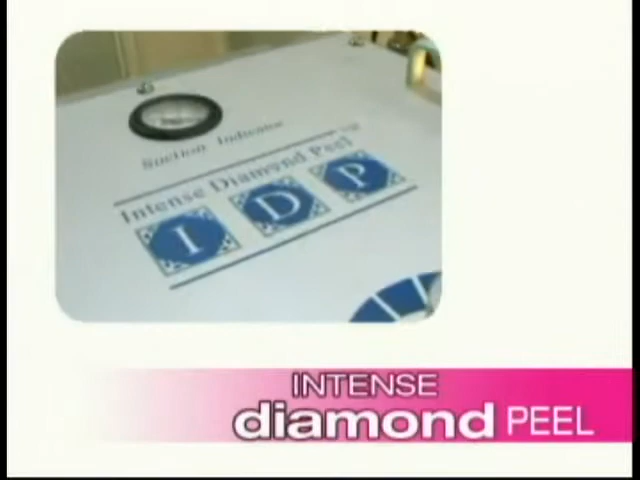 Suction Indicator
Intense Diamond Peel
I D P
INTENSE
diamond PEEL